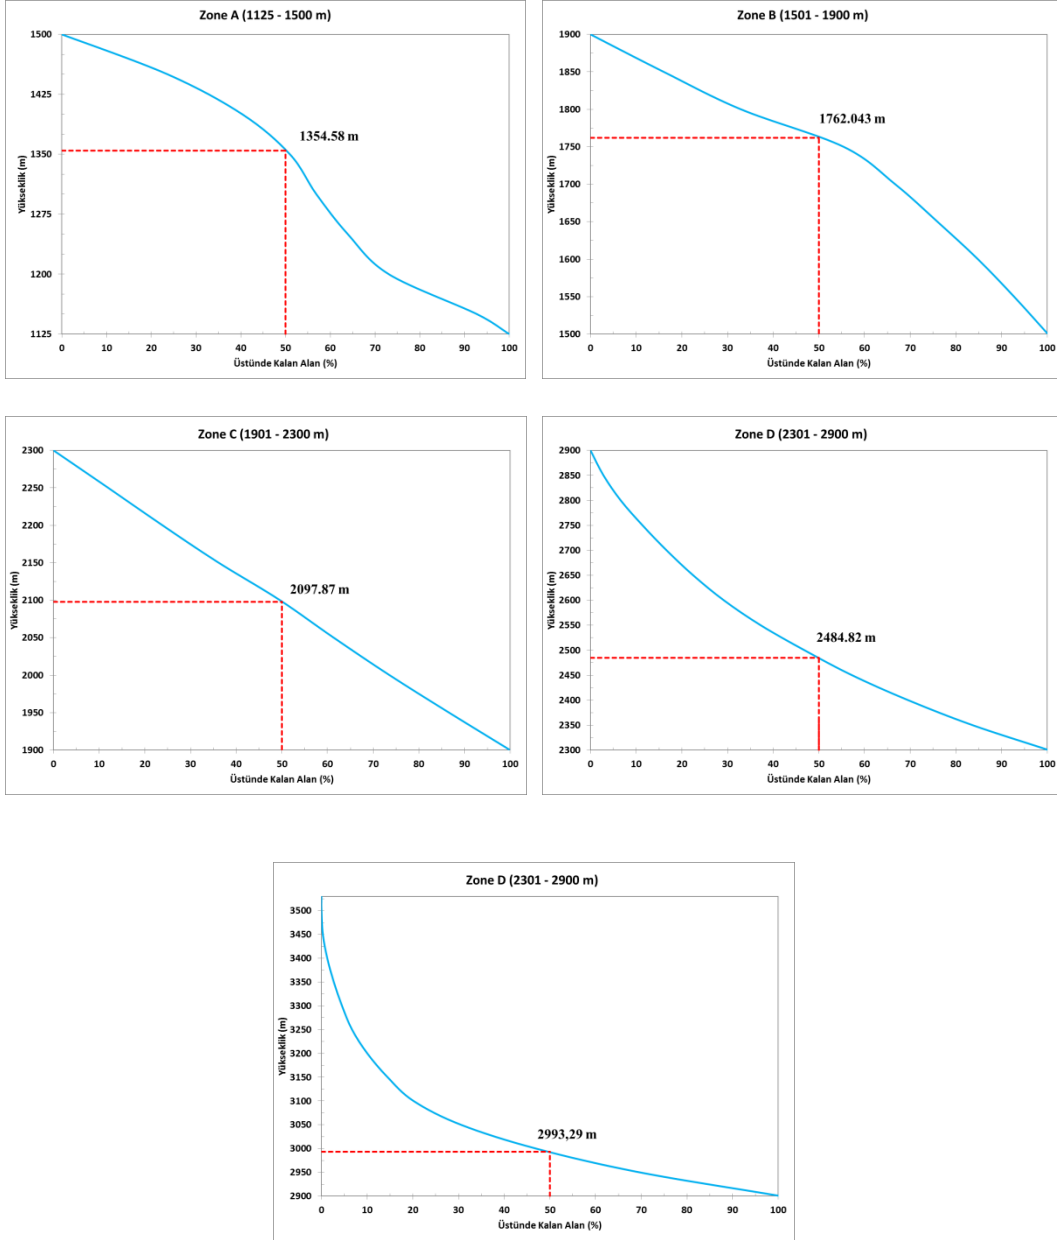 Zone A (1125 - 1500 m)
Yükseklik (m)
1500
1425
1350
1275
1200
1125
1354.58 m
0 10 20 30 40 50 60 70 80 90 100
Üstünde Kalan Alan (%)
Zone B (1501 - 1900 m)
Yükseklik (m)
1900
1850
1800
1750
1700
1650
1600
1550
1500
1762.043 m
0 10 20 30 40 50 60 70 80 90 100
Üstünde Kalan Alan (%)
Zone C (1901 - 2300 m)
Yükseklik (m)
2300
2250
2200
2150
2100
2050
2000
1950
1900
2097.87 m
0 10 20 30 40 50 60 70 80 90 100
Üstünde Kalan Alan (%)
Zone D (2301 - 2900 m)
Yükseklik (m)
2900
2850
2800
2750
2700
2650
2600
2550
2500
2450
2400
2350
2300
2484.82 m
0 10 20 30 40 50 60 70 80 90 100
Üstünde Kalan Alan (%)
Zone D (2301 - 2900 m)
Yükseklik (m)
3500
3450
3400
3350
3300
3250
3200
3150
3100
3050
3000
2950
2900
2993,29 m
0 10 20 30 40 50 60 70 80 90 100
Üstünde Kalan Alan (%)